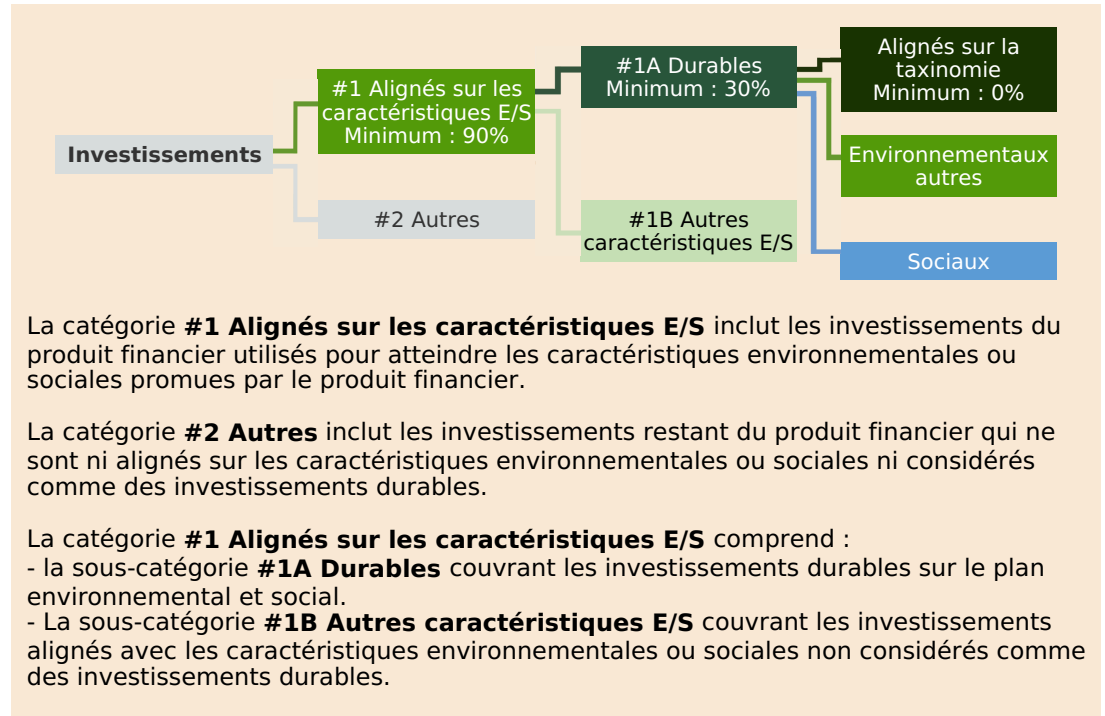 Investissements
#1 Alignés sur les
caractéristiques E/S
Minimum : 90%
#2 Autres
#1A Durables
Minimum : 30%
#1B Autres
caractéristiques E/S
Alignés sur la
taxinomie
Minimum : 0%
Environnementaux
autres
Sociaux
La catégorie #1 Alignés sur les caractéristiques E/S inclut les investissements du
produit financier utilisés pour atteindre les caractéristiques environnementales ou
sociales promues par le produit financier.
La catégorie #2 Autres inclut les investissements restant du produit financier qui ne
sont ni alignés sur les caractéristiques environnementales ou sociales ni considérés
comme des investissements durables.
La catégorie #1 Alignés sur les caractéristiques E/S comprend :
- la sous-catégorie #1A Durables couvrant les investissements durables sur le plan
environnemental et social.
- La sous-catégorie #1B Autres caractéristiques E/S couvrant les investissements
alignés avec les caractéristiques environnementales ou sociales non considérés comme
des investissements durables.